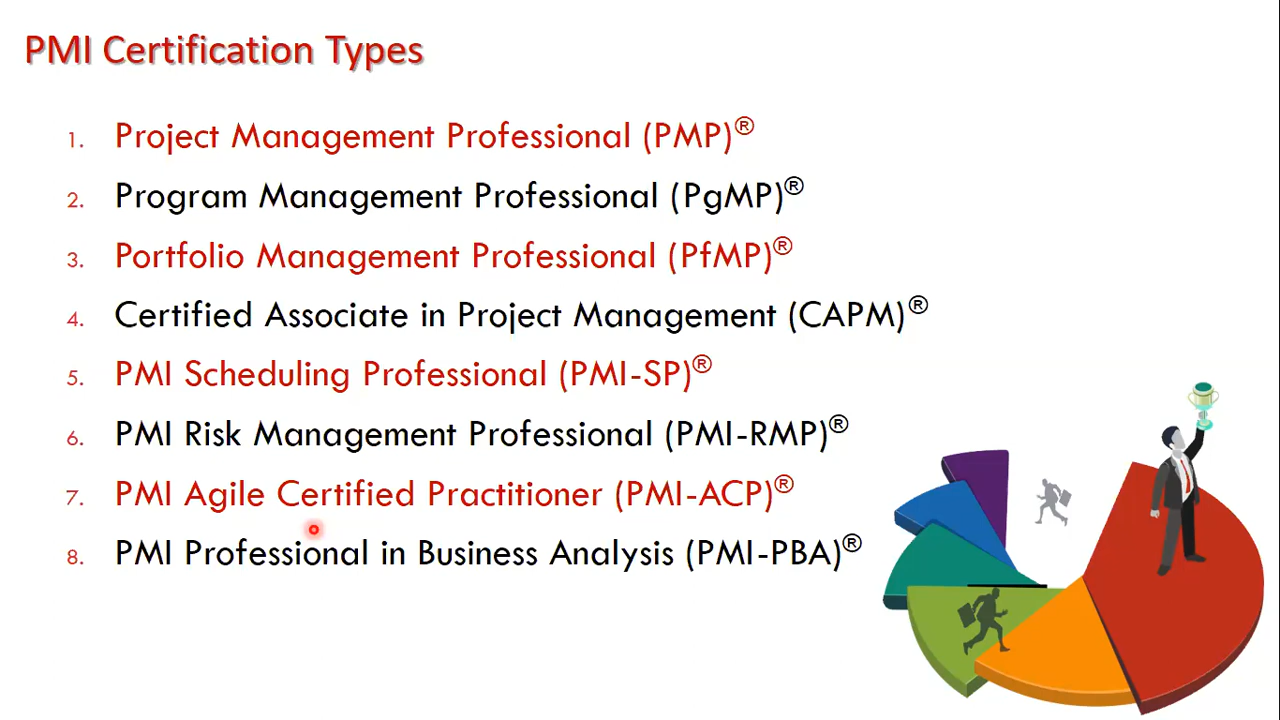 PMI Certification Types
1. Project Management Professional (PMP)®
2. Program Management Professional (PgMP)®
3. Portfolio Management Professional (PfMP)®
4. Certified Associate in Project Management (CAPM)®
5. PMI Scheduling Professional (PMI-SP)®
6. PMI Risk Management Professional (PMI-RMP)®
7. PMI Agile Certified Practitioner (PMI-ACP)®
8. PMI Professional in Business Analysis (PMI-PBA)®